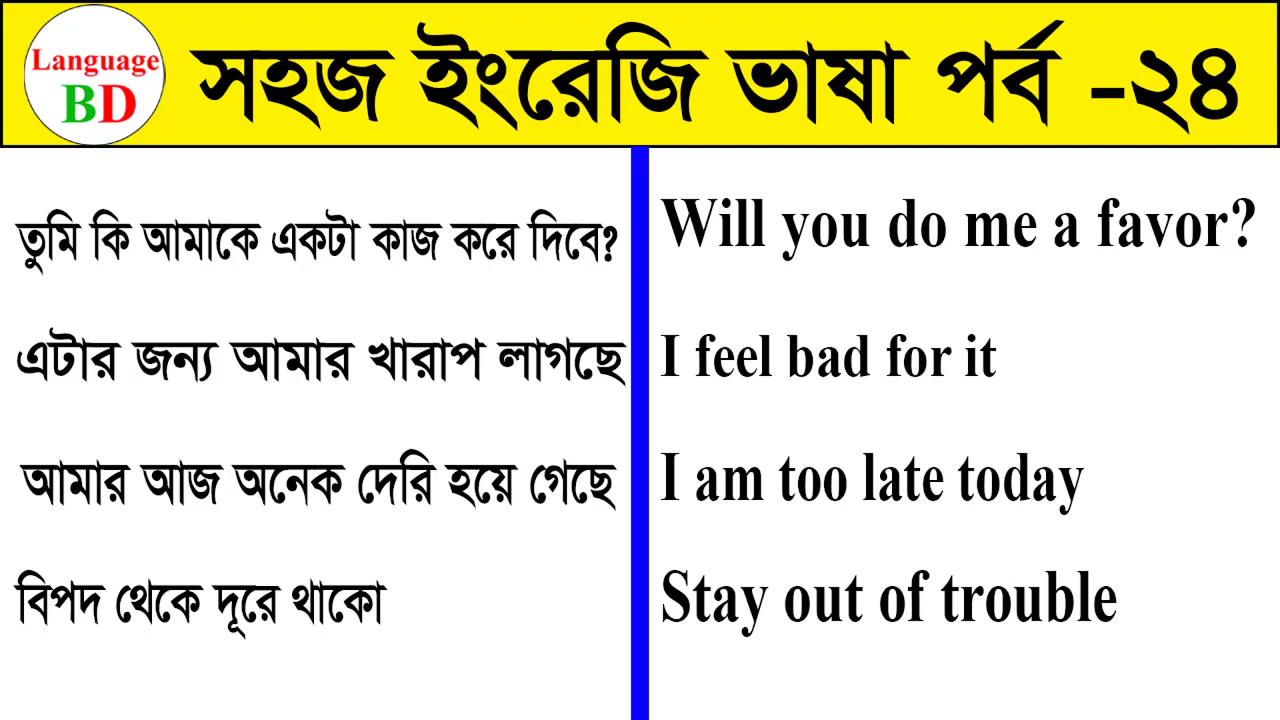 Language
BD
সহজ ইংরেজি ভাষা পর্ব -২৪
তুমি কি আমাকে একটা কাজ করে দিবে?
Will you do me a favor?
এটার জন্য আমার খারাপ লাগছে
I feel bad for it
আমার আজ অনেক দেরি হয়ে গেছে
I am too late today
বিপদ থেকে দূরে থাকো
Stay out of trouble